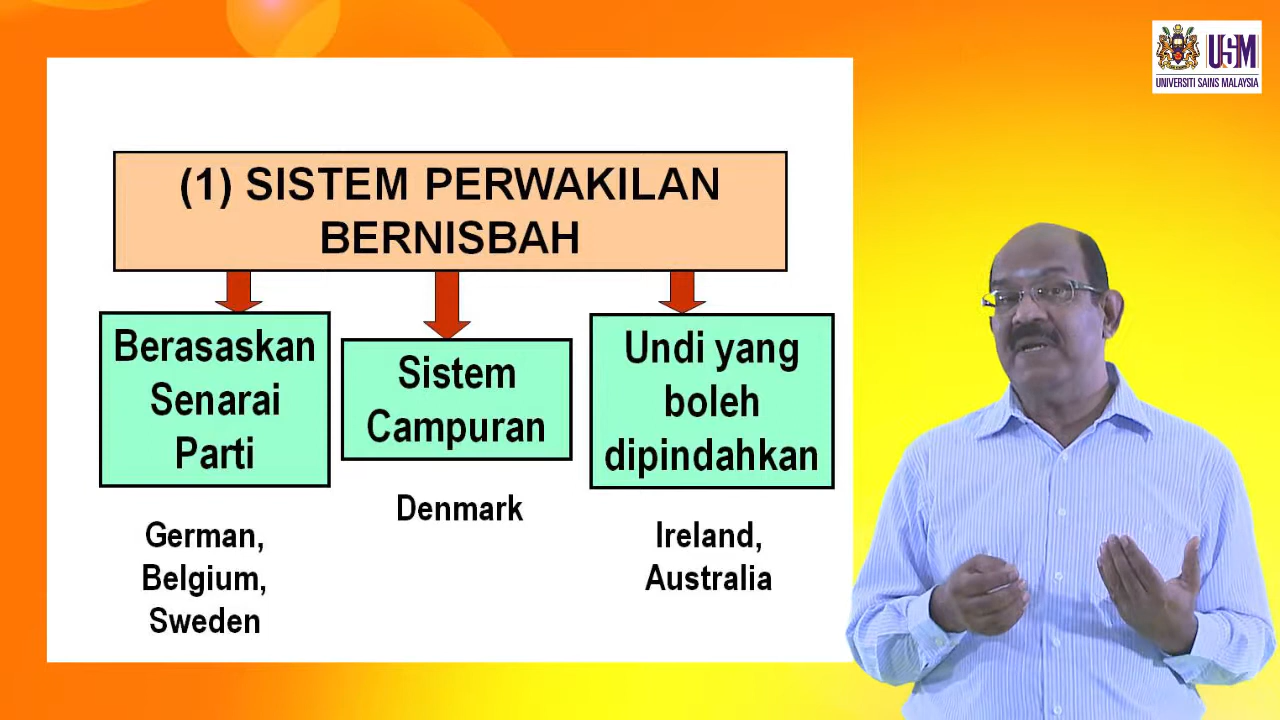 USM
UNIVERSITI SAINS MALAYSIA
(1) SISTEM PERWAKILAN
BERNISBAH
Berasaskan
Senarai
Parti
German,
Belgium,
Sweden
Sistem
Campuran
Denmark
Undi yang
boleh
dipindahkan
Ireland,
Australia